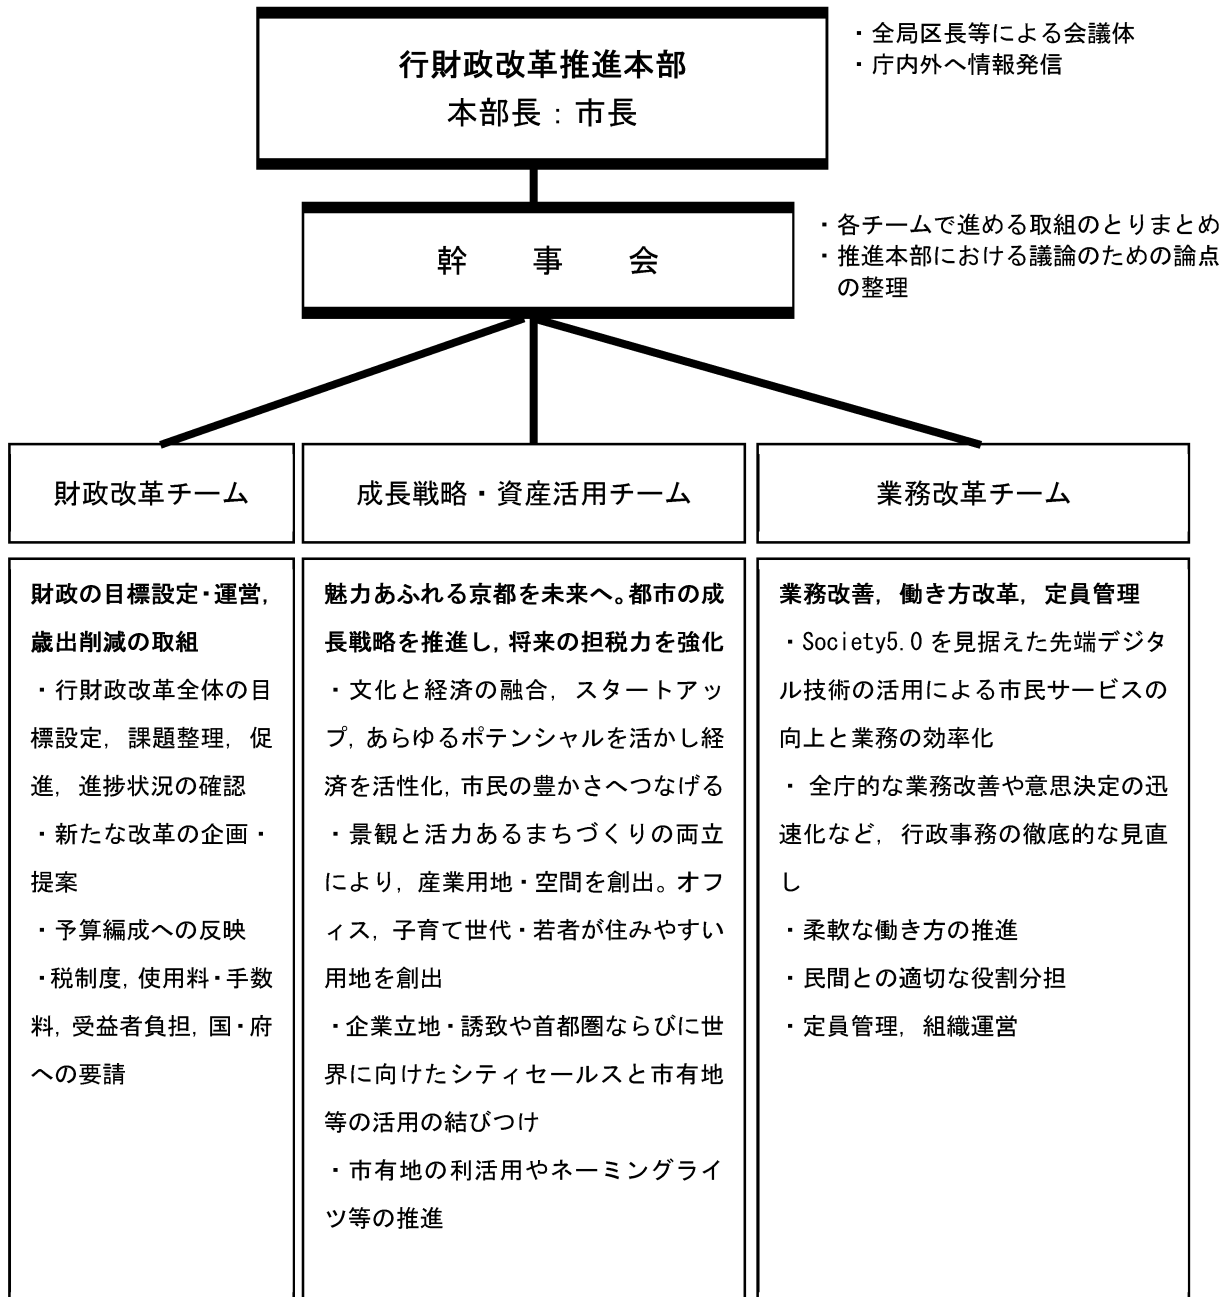 行財政改革推進本部
本部長：市長
・全局区長等による会議体
・庁内外へ情報発信
幹　事　会
・各チームで進める取組のとりまとめ
・推進本部における議論のための論点
の整理
財政改革チーム
財政の目標設定・運営，
歳出削減の取組
・行財政改革全体の目
標設定，課題整理，促
進，進捗状況の確認
・新たな改革の企画・
提案
・予算編成への反映
・税制度，使用料・手数
料，受益者負担，国・府
への要請
成長戦略・資産活用チーム
魅力あふれる京都を未来へ。都市の成
長戦略を推進し，将来の担税力を強化
・文化と経済の融合，スタートアッ
プ，あらゆるポテンシャルを活かし経
済を活性化，市民の豊かさへつなげる
・景観と活力あるまちづくりの両立
により，産業用地・空間を創出。オフ
ィス，子育て世代・若者が住みやすい
用地を創出
・企業立地・誘致や首都圏ならびに世
界に向けたシティセールスと市有地
等の活用の結びつけ
・市有地の利活用やネーミングライ
ツ等の推進
業務改革チーム
業務改善，働き方改革，定員管理
・Society5.0 を見据えた先端デジタ
ル技術の活用による市民サービスの
向上と業務の効率化
・全庁的な業務改善や意思決定の迅
速化など，行政事務の徹底的な見直
し
・柔軟な働き方の推進
・民間との適切な役割分担
・定員管理，組織運営